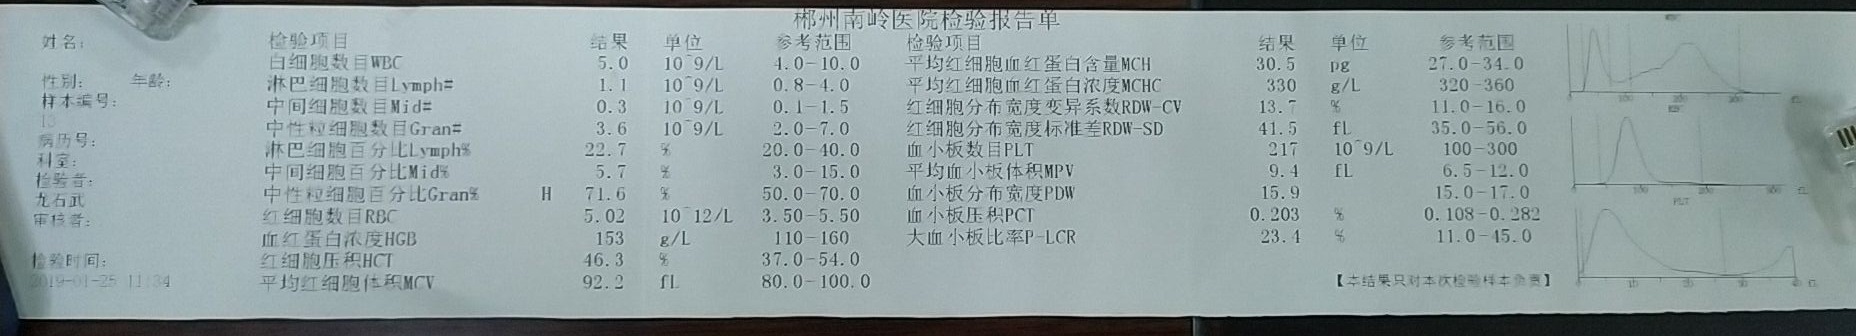 郴州南岭医院检验报告单
姓名:
性别: 年龄:
样本编号:
病历号:
科室:
检验者:
龙石武
审核者:
检验时间:
2019-01-25 11:34
检验项目 结果 单位 参考范围
白细胞数目WBC 5.0 10^9/L 4.0-10.0
淋巴细胞数目Lymph# 1.1 10^9/L 0.8-4.0
中间细胞数目Mid# 0.3 10^9/L 0.1-1.5
中性粒细胞数目Gran# 3.6 10^9/L 2.0-7.0
淋巴细胞百分比Lymph% 22.7 % 20.0-40.0
中间细胞百分比Mid% 5.7 % 3.0-15.0
中性粒细胞百分比Gran% H 71.6 % 50.0-70.0
红细胞数目RBC 5.02 10^12/L 3.50-5.50
血红蛋白浓度HGB 153 g/L 110-160
红细胞压积HCT 46.3 % 37.0-54.0
平均红细胞体积MCV 92.2 fL 80.0-100.0
检验项目 结果 单位 参考范围
平均红细胞血红蛋白含量MCH 30.5 pg 27.0-34.0
平均红细胞血红蛋白浓度MCHC 330 g/L 320-360
红细胞分布宽度变异系数RDW-CV 13.7 % 11.0-16.0
红细胞分布宽度标准差RDW-SD 41.5 fL 35.0-56.0
血小板数目PLT 217 10^9/L 100-300
平均血小板体积MPV 9.4 fL 6.5-12.0
血小板分布宽度PDW 15.9 15.0-17.0
血小板压积PCT 0.203 % 0.108-0.282
大血小板比率P-LCR 23.4 % 11.0-45.0
【本结果只对本次检验样本负责】
PLT